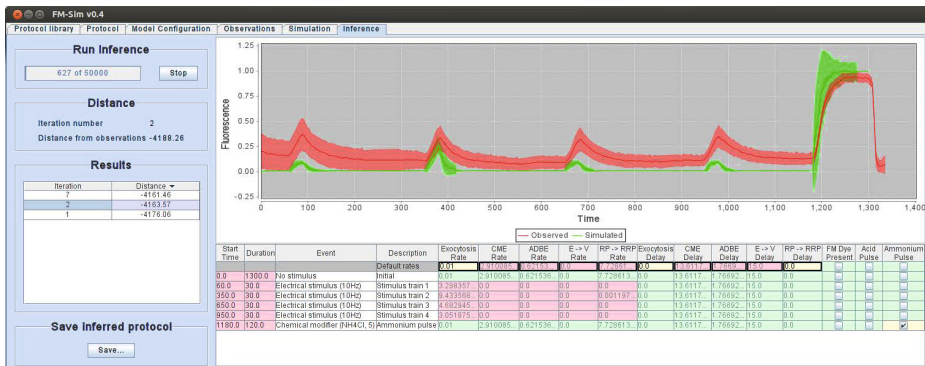 FM-Sim v0.4
Protocol library Protocol Model Configuration Observations Simulation Inference
Run Inference
627 of 50000 Stop
Distance
Iteration number 2
Distance from observations -4188.26
Results
Iteration Distance
7 -4161.46
2 -4163.57
1 -4176.06
Save inferred protocol
Save...
1.25
1.00
0.75
0.50
0.25
0.00
-0.25
Fluorescence
0 100 200 300 400 500 600 700 800 900 1,000 1,100 1,200 1,300 1,400
Time
Observed Simulated
Start Time Duration Event Description Exocytosis Rate CME Rate ADBE Rate E -> V Rate RP -> RRP Rate Exocytosis Delay CME Delay ADBE Delay E -> V Delay RP -> RRP Delay FM Dye Present Acid Pulse Ammonium Pulse
Default rates 0.01 2.910085... 0.62153... 0.0 7.72861... 0.0 13.6117... 1.7669... 15.0 0.0
0.0 1300.0 No stimulus Initial 0.01 2.910085... 0.621536... 0.0 7.728613... 0.0 13.6117... 1.76692... 15.0 0.0
60.0 30.0 Electrical stimulus (10Hz) Stimulus train 1 3.298357... 0.0 0.0 0.0 0.0 0.0 13.6117... 1.76692... 15.0 0.0
350.0 30.0 Electrical stimulus (10Hz) Stimulus train 2 9.433568... 0.0 0.0 0.0 0.001197... 0.0 13.6117... 1.76692... 15.0 0.0
650.0 30.0 Electrical stimulus (10Hz) Stimulus train 3 4.682845... 0.0 0.0 0.0 0.0 0.0 13.6117... 1.76692... 15.0 0.0
950.0 30.0 Electrical stimulus (10Hz) Stimulus train 4 3.051875... 0.0 0.0 0.0 0.0 0.0 13.6117... 1.76692... 15.0 0.0
1180.0 120.0 Chemical modifier (NH4Cl, 5) Ammonium pulse 0.01 2.910085... 0.621536... 0.0 7.728613... 0.0 13.6117... 1.76692... 15.0 0.0